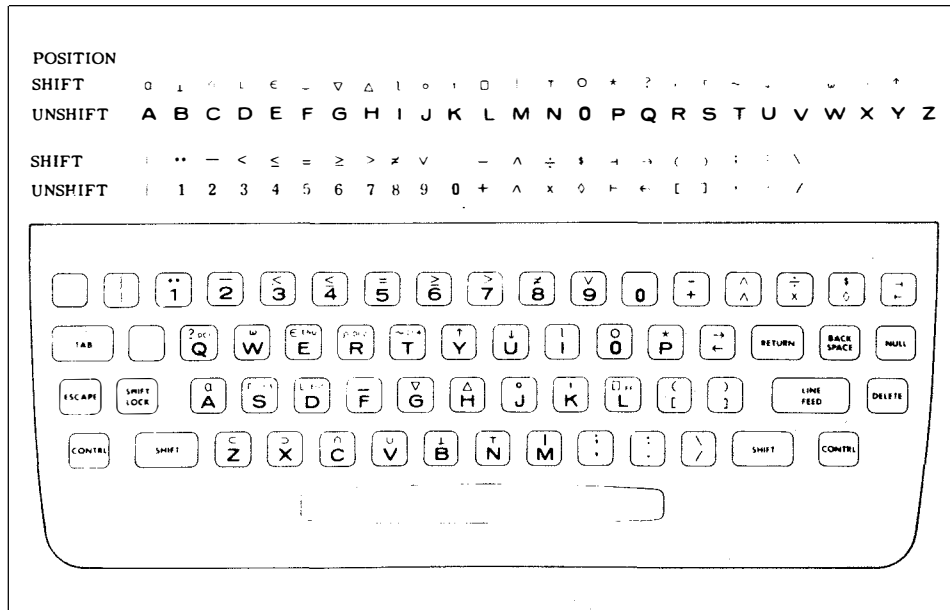 POSITION
SHIFT ⍺ ⊥ ∩ ⌊ ∊ _ ∇ ∆ ⍳ ∘ ' ⎕ | ⊤ ○ * ? ⌈ ~ ↓ ⍵ ↑
UNSHIFT A B C D E F G H I J K L M N O P Q R S T U V W X Y Z
SHIFT ¨ — < ≤ = ≥ > ≠ ∨ - ∧ ÷ $ ⊣ → ( ) ; : \
UNSHIFT 1 2 3 4 5 6 7 8 9 0 + ∧ × ◊ ⊢ ← [ ] , . /
¨ — < ≤ = ≥ > ≠ ∨ - ∧ ÷ $ ⊣
1 2 3 4 5 6 7 8 9 0 + ∧ × ◊ ⊢
? ⍵ ∊ ENQ ~ ↑ ↓ | ○ * →
TAB Q W E R T Y U I O P ← RETURN BACK SPACE NULL
⍺ — ∇ ∆ ∘ ' ⎕ ( )
ESCAPE SHIFT LOCK A S D F G H J K L [ ] LINE FEED DELETE
⊂ ⊃ ∩ ∪ ⊥ ⊤ | ; : \
CONTRL SHIFT Z X C V B N M , . / SHIFT CONTRL